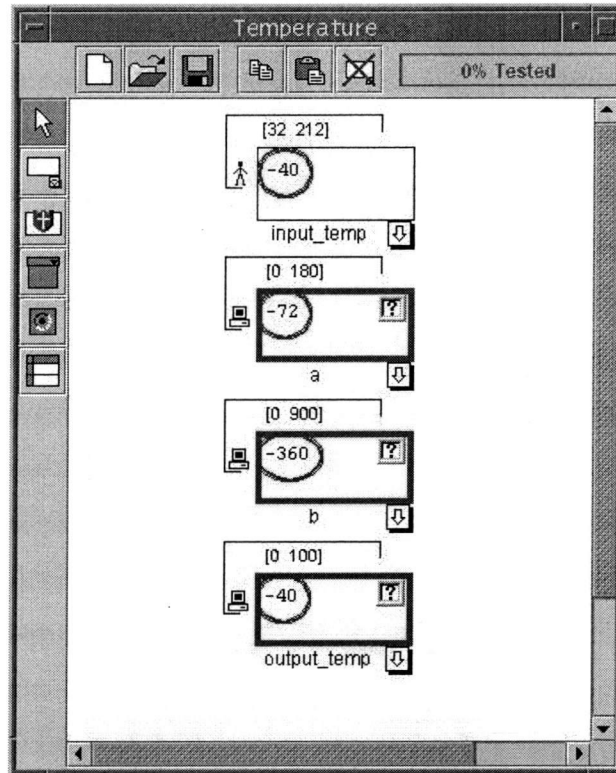 Temperature
0% Tested
[32 212]
-40
input_temp
[0 180]
-72
?
a
[0 900]
-360
?
b
[0 100]
-40
?
output_temp